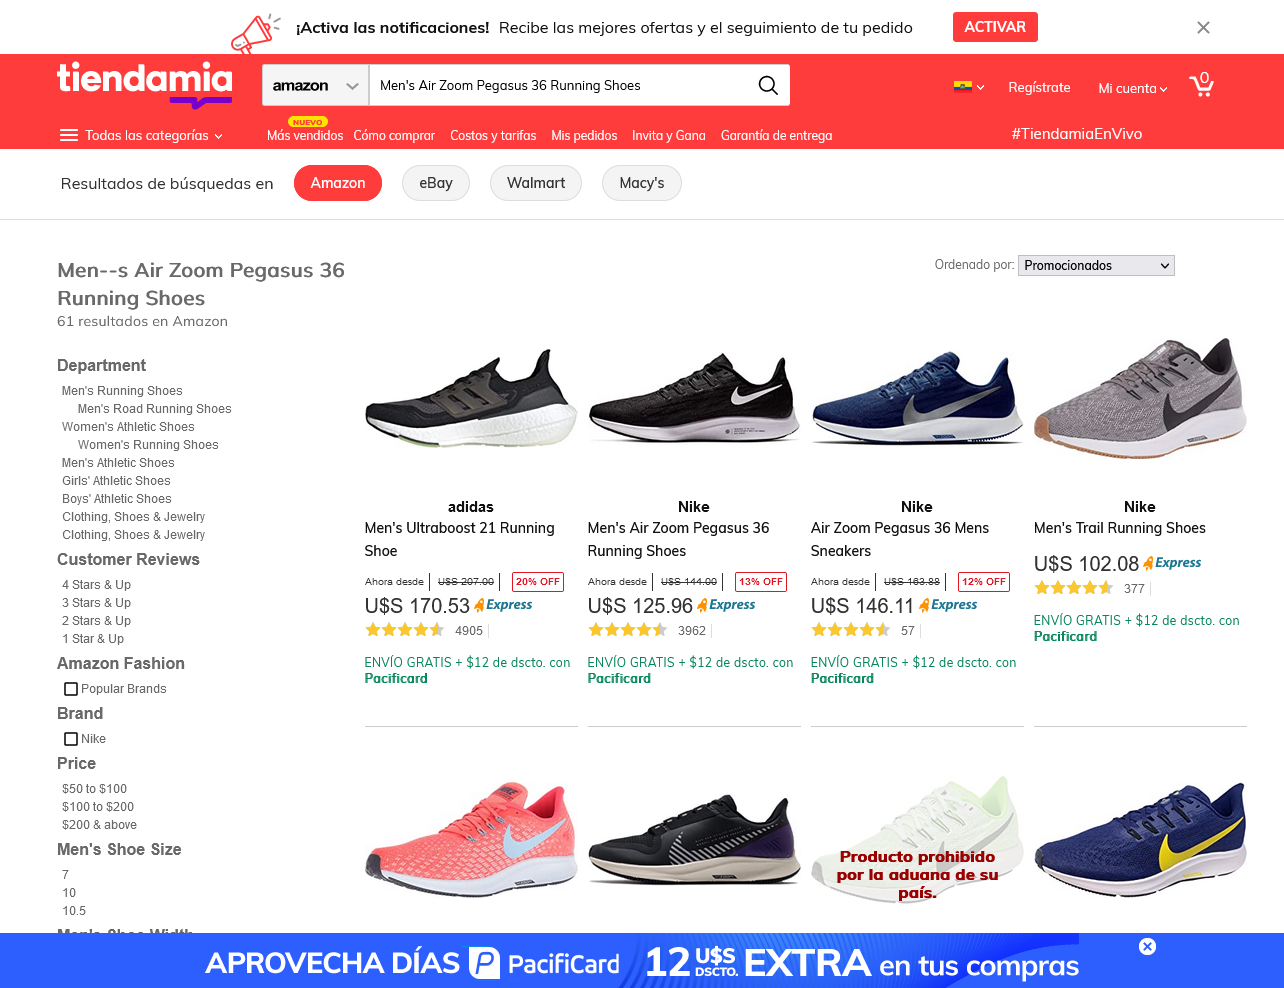 ¡Activa las notificaciones! Recibe las mejores ofertas y el seguimiento de tu pedido
ACTIVAR
tiendamia
amazon
Men's Air Zoom Pegasus 36 Running Shoes
Regístrate
Mi cuenta
0
Todas las categorías
NUEVO
Más vendidos
Cómo comprar
Costos y tarifas
Mis pedidos
Invita y Gana
Garantía de entrega
#TiendamiaEnVivo
Resultados de búsquedas en
Amazon
eBay
Walmart
Macy's
Men--s Air Zoom Pegasus 36
Running Shoes
61 resultados en Amazon
Ordenado por: Promocionados
Department
Men's Running Shoes
Men's Road Running Shoes
Women's Athletic Shoes
Women's Running Shoes
Men's Athletic Shoes
Girls' Athletic Shoes
Boys' Athletic Shoes
Clothing, Shoes & Jewelry
Clothing, Shoes & Jewelry
Customer Reviews
4 Stars & Up
3 Stars & Up
2 Stars & Up
1 Star & Up
Amazon Fashion
Popular Brands
Brand
Nike
Price
$50 to $100
$100 to $200
$200 & above
Men's Shoe Size
7
10
10.5
Men's Shoe Width
adidas
Men's Ultraboost 21 Running
Shoe
Ahora desde U$S 207.00 20% OFF
U$S 170.53 Express
4905
ENVÍO GRATIS + $12 de dscto. con
Pacificard
Nike
Men's Air Zoom Pegasus 36
Running Shoes
Ahora desde U$S 144.00 13% OFF
U$S 125.96 Express
3962
ENVÍO GRATIS + $12 de dscto. con
Pacificard
Nike
Air Zoom Pegasus 36 Mens
Sneakers
Ahora desde U$S 163.88 12% OFF
U$S 146.11 Express
57
ENVÍO GRATIS + $12 de dscto. con
Pacificard
Nike
Men's Trail Running Shoes
U$S 102.08 Express
377
ENVÍO GRATIS + $12 de dscto. con
Pacificard
Producto prohibido
por la aduana de su
país.
APROVECHA DÍAS PACIFICARD 12 U$S DSCTO. EXTRA en tus compras